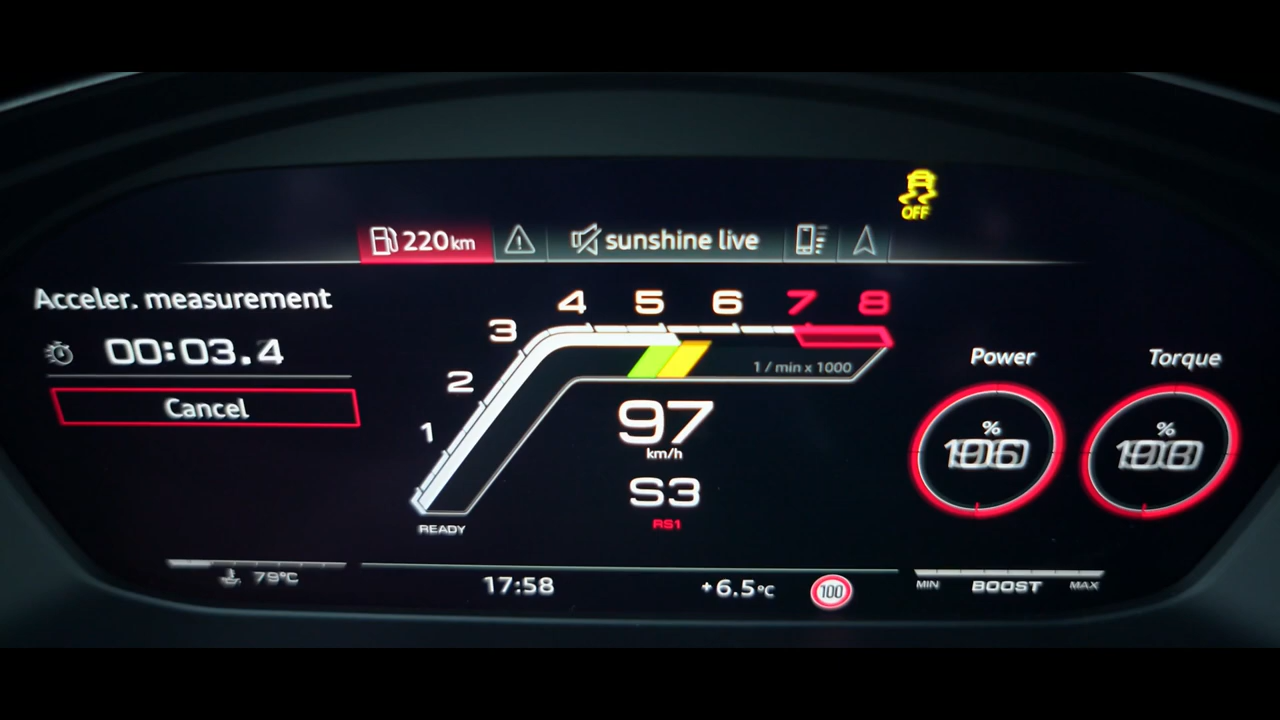 OFF
220km
sunshine live
Acceler. measurement
00:03.4
Cancel
1 2 3 4 5 6 7 8
1 / min x 1000
97
km/h
S3
RS1
READY
Power
%
Torque
%
79°C
17:58
+6.5°C
100
MIN BOOST MAX